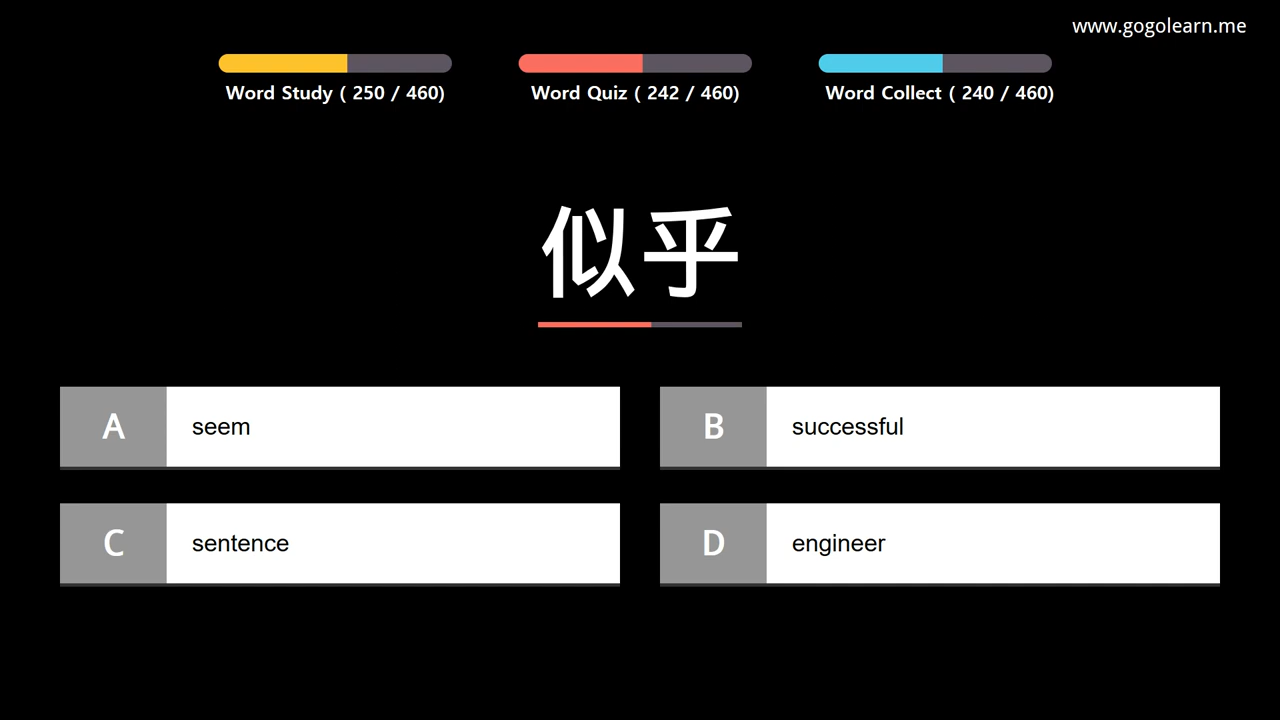 www.gogolearn.me
Word Study ( 250 / 460)
Word Quiz ( 242 / 460)
Word Collect ( 240 / 460)
似乎
A seem
B successful
C sentence
D engineer